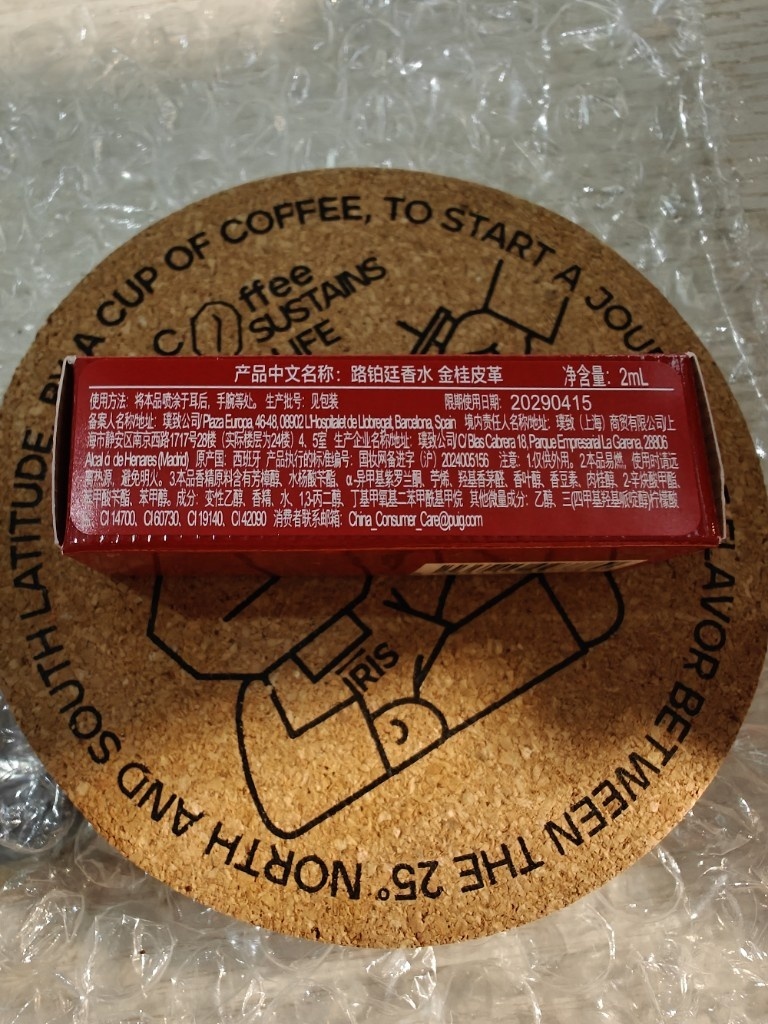 BY A CUP OF COFFEE, TO START A JOUR
Coffee
SUSTAINS
LIFE
产品中文名称：路铂廷香水 金桂皮革 净含量：2mL
使用方法：将本品喷涂于耳后，手腕等处。生产批号：见包装 限期使用日期：20290415
备案人名称/地址：璞致公司/Plaza Europa, 46-48, 08902 L'Hospitalet de Llobregat, Barcelona, Spain 境内责任人名称/地址：璞致（上海）商贸有限公司/上
海市静安区南京西路1717号28楼（实际楼层为24楼）4、5室 生产企业名称/地址：璞致公司/C/ Blas Cabrera 18, Parque Empresarial La Garena, 28806
Alcalá de Henares (Madrid) 原产国：西班牙 产品执行的标准编号：国妆网备进字（沪）2024005156 注意：1.仅供外用。2.本品易燃。使用时请远
离热源，避免明火。3.本品香精原料含有芳樟醇、水杨酸苄酯、α-异甲基紫罗兰酮、苧烯、羟基香茅醛、香叶醇、香豆素、肉桂醇、2-辛炔酸甲酯、
苯甲酸苄酯、苯甲醇。成分：变性乙醇、香精、水、1,3-丙二醇、丁基甲氧基二苯甲酰基甲烷 其他微量成分：乙醇、三(四甲基羟基哌啶醇)柠檬酸
CI 14700、CI 60730、CI 19140、CI 42090 消费者联系邮箱：China_Consumer_Care@puig.com
IRIS
FLAVOR BETWEEN THE 25° NORTH AND SOUTH LATITUDE